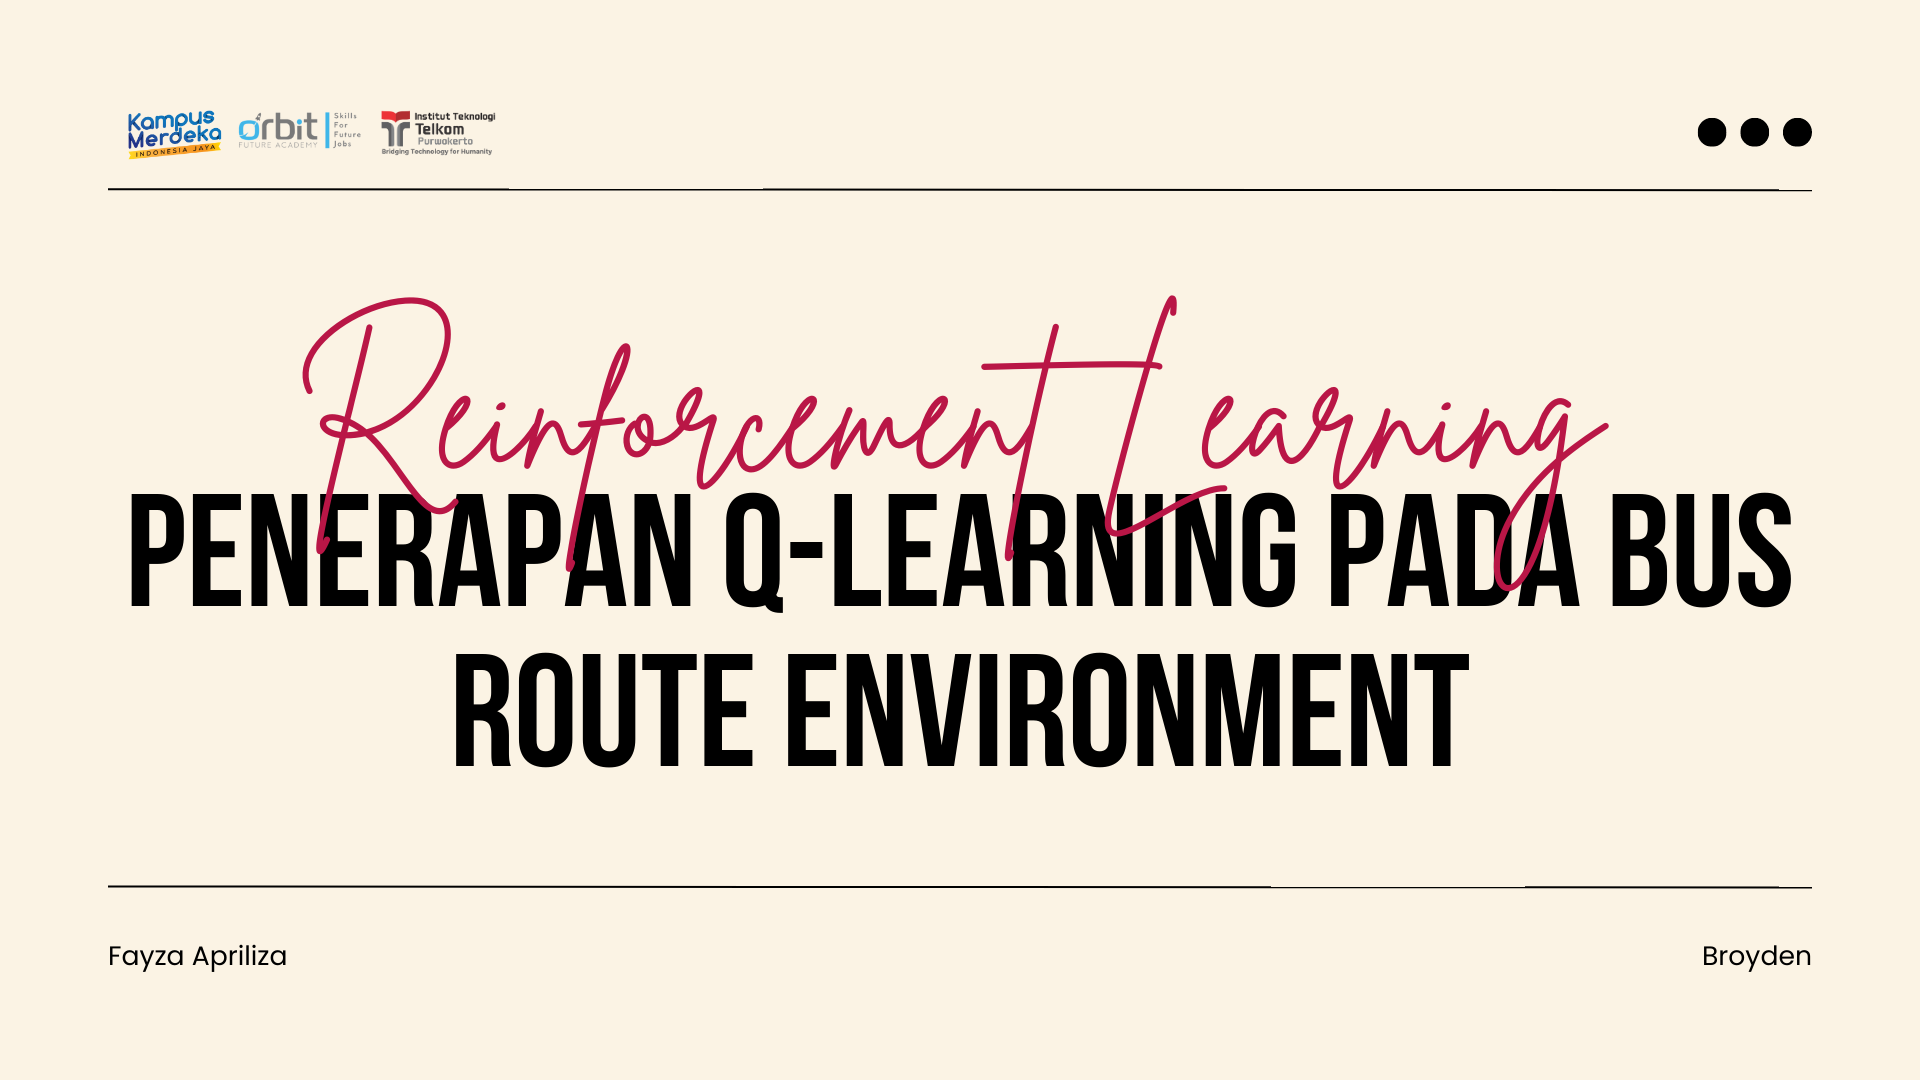 Kampus
Merdeka
INDONESIA JAYA
orbit
FUTURE ACADEMY
Skills
For
Future
Jobs
Institut Teknologi
Telkom
Purwokerto
Bridging Technology for Humanity
Reinforcement Learning
PENERAPAN Q-LEARNING PADA BUS
ROUTE ENVIRONMENT
Fayza Apriliza
Broyden